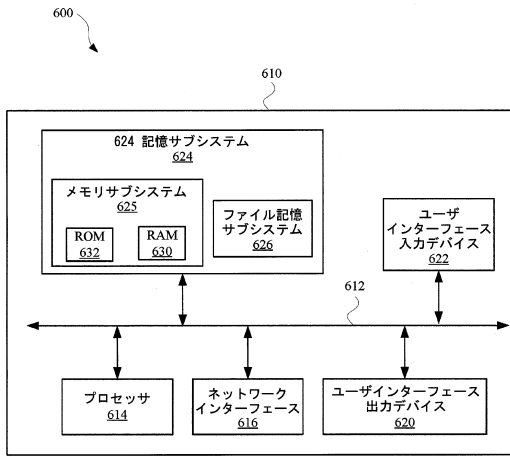 600
610
624 記憶サブシステム
624
メモリサブシステム
625
ROM
632
RAM
630
ファイル記憶
サブシステム
626
ユーザ
インターフェース
入力デバイス
622
612
プロセッサ
614
ネットワーク
インターフェース
616
ユーザインターフェース
出力デバイス
620